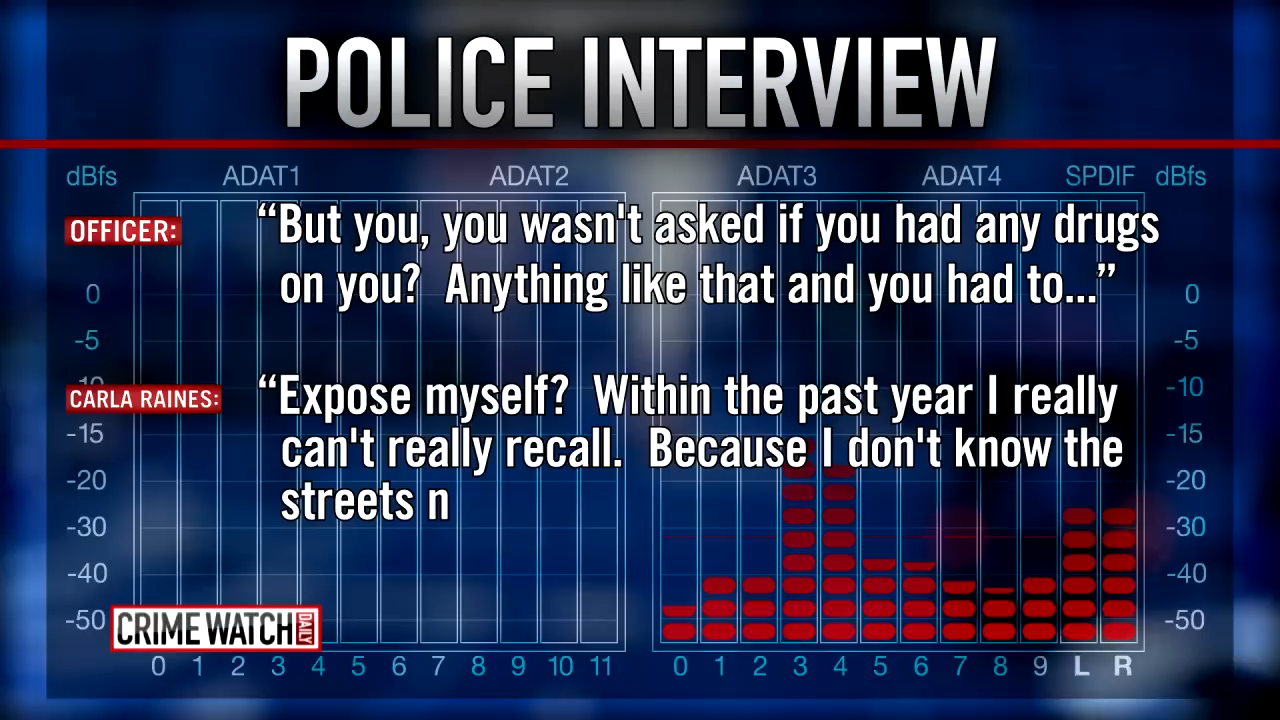 POLICE INTERVIEW
dBfs ADAT1 ADAT2 ADAT3 ADAT4 SPDIF dBfs
OFFICER: “But you, you wasn't asked if you had any drugs
on you? Anything like that and you had to...”
0 0
-5 -5
-10 -10
CARLA RAINES: “Expose myself? Within the past year I really
can't really recall. Because I don't know the
streets n
-15 -15
-20 -20
-30 -30
-40 -40
-50 -50
CRIME WATCH DAILY
0 1 2 3 4 5 6 7 8 9 10 11 0 1 2 3 4 5 6 7 8 9 L R